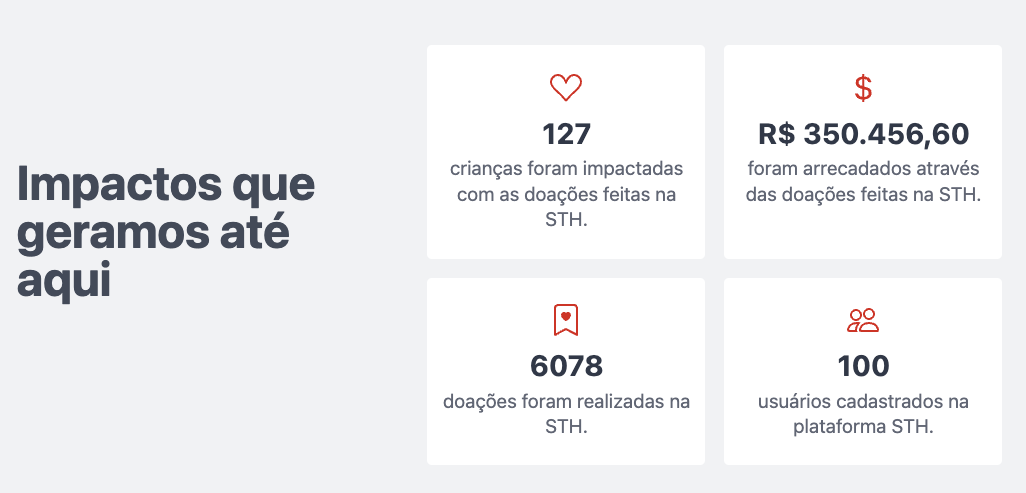 Impactos que
geramos até
aqui
127
crianças foram impactadas
com as doações feitas na
STH.
R$ 350.456,60
foram arrecadados através
das doações feitas na STH.
6078
doações foram realizadas na
STH.
100
usuários cadastrados na
plataforma STH.